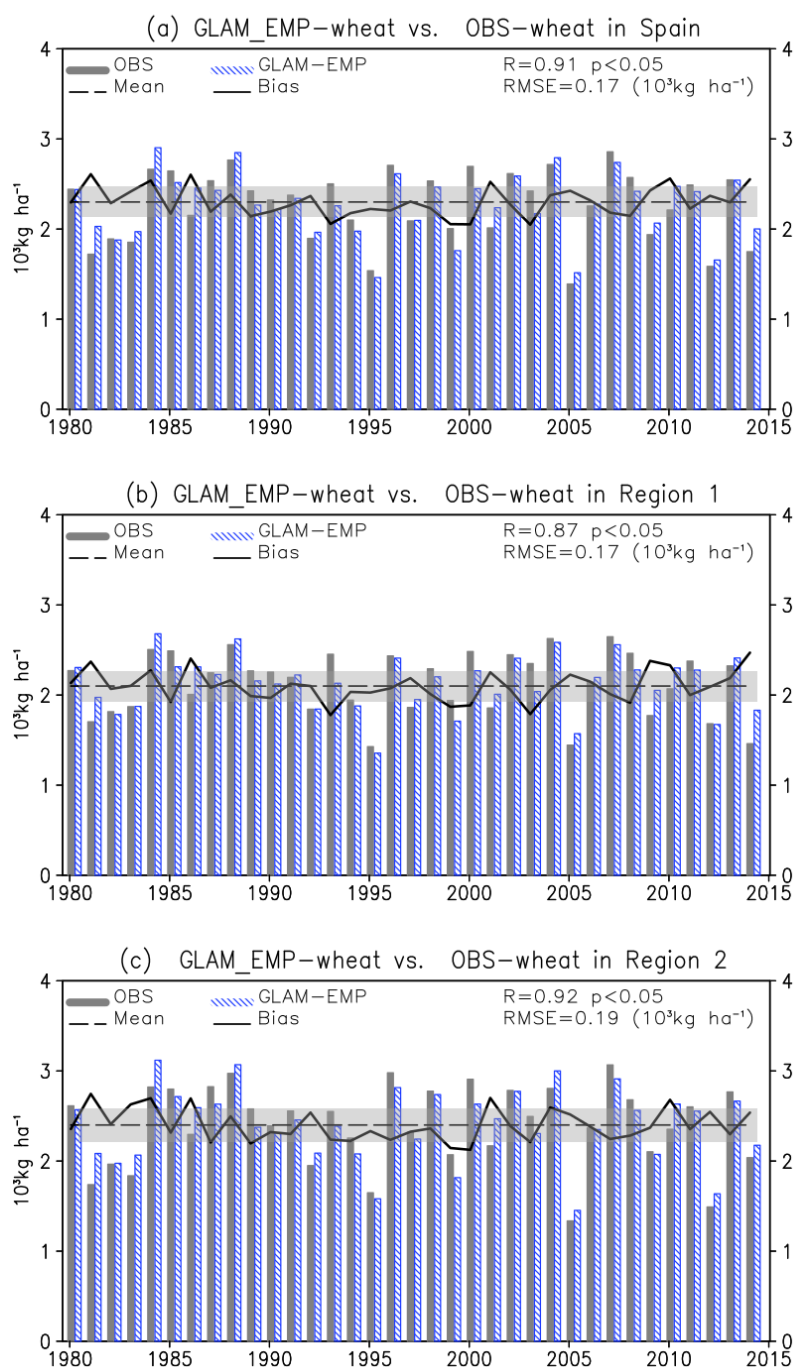 (a) GLAM_EMP-wheat vs. OBS-wheat in Spain
4 OBS GLAM-EMP R=0.91 p<0.05 4
Mean Bias RMSE=0.17 (10³kg ha⁻¹)
3 3
10³kg ha⁻¹
2 2
1 1
0 0
1980 1985 1990 1995 2000 2005 2010 2015
(b) GLAM_EMP-wheat vs. OBS-wheat in Region 1
4 OBS GLAM-EMP R=0.87 p<0.05 4
Mean Bias RMSE=0.17 (10³kg ha⁻¹)
3 3
10³kg ha⁻¹
2 2
1 1
0 0
1980 1985 1990 1995 2000 2005 2010 2015
(c) GLAM_EMP-wheat vs. OBS-wheat in Region 2
4 OBS GLAM-EMP R=0.92 p<0.05 4
Mean Bias RMSE=0.19 (10³kg ha⁻¹)
3 3
10³kg ha⁻¹
2 2
1 1
0 0
1980 1985 1990 1995 2000 2005 2010 2015